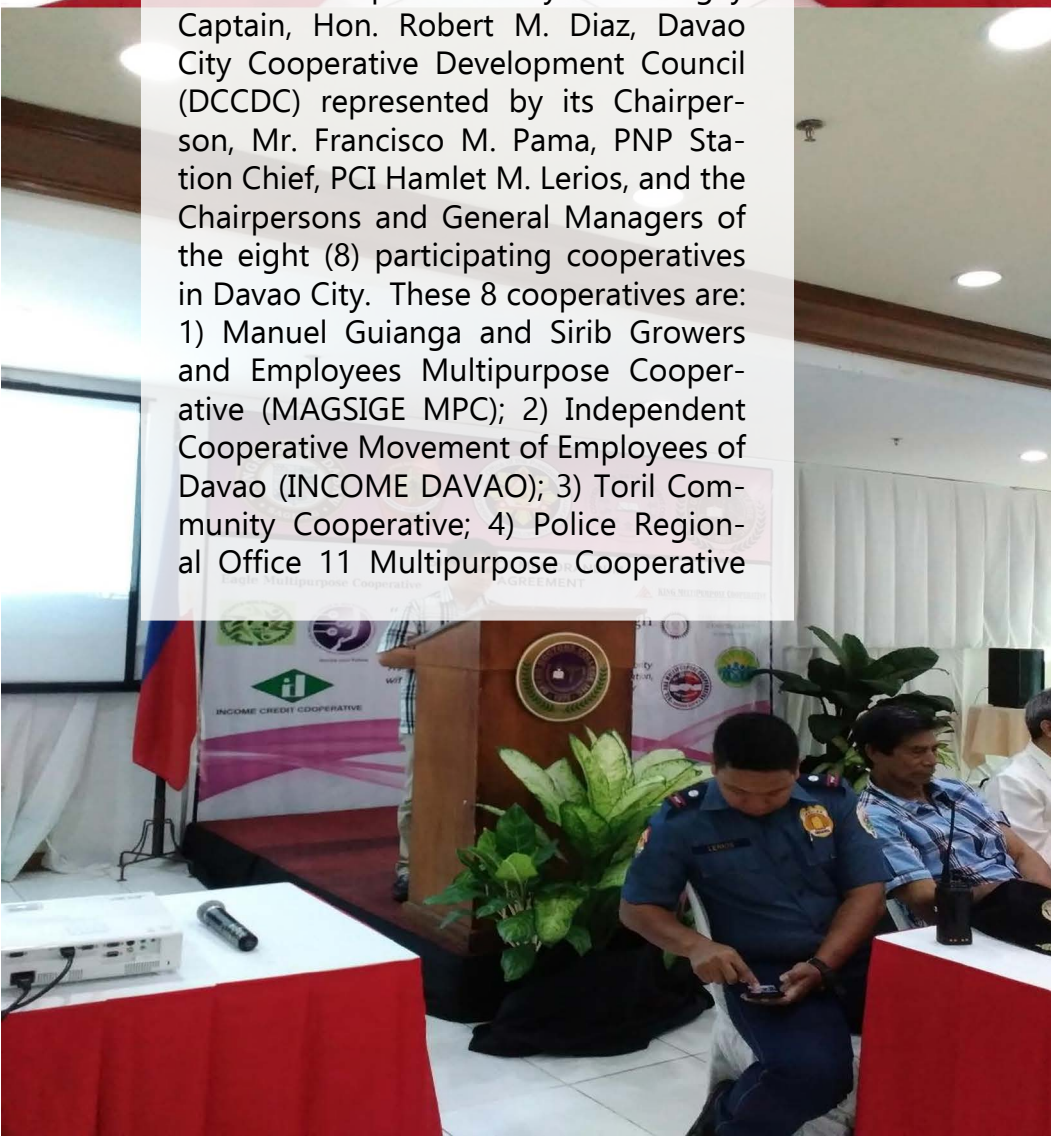 Captain, Hon. Robert M. Diaz, Davao
City Cooperative Development Council
(DCCDC) represented by its Chairper-
son, Mr. Francisco M. Pama, PNP Sta-
tion Chief, PCI Hamlet M. Lerios, and the
Chairpersons and General Managers of
the eight (8) participating cooperatives
in Davao City. These 8 cooperatives are:
1) Manuel Guianga and Sirib Growers
and Employees Multipurpose Cooper-
ative (MAGSIGE MPC); 2) Independent
Cooperative Movement of Employees of
Davao (INCOME DAVAO); 3) Toril Com-
munity Cooperative; 4) Police Region-
al Office 11 Multipurpose Cooperative
Eagle Multipurpose Cooperative
AGREEMENT
INCOME CREDIT COOPERATIVE
LERIOS